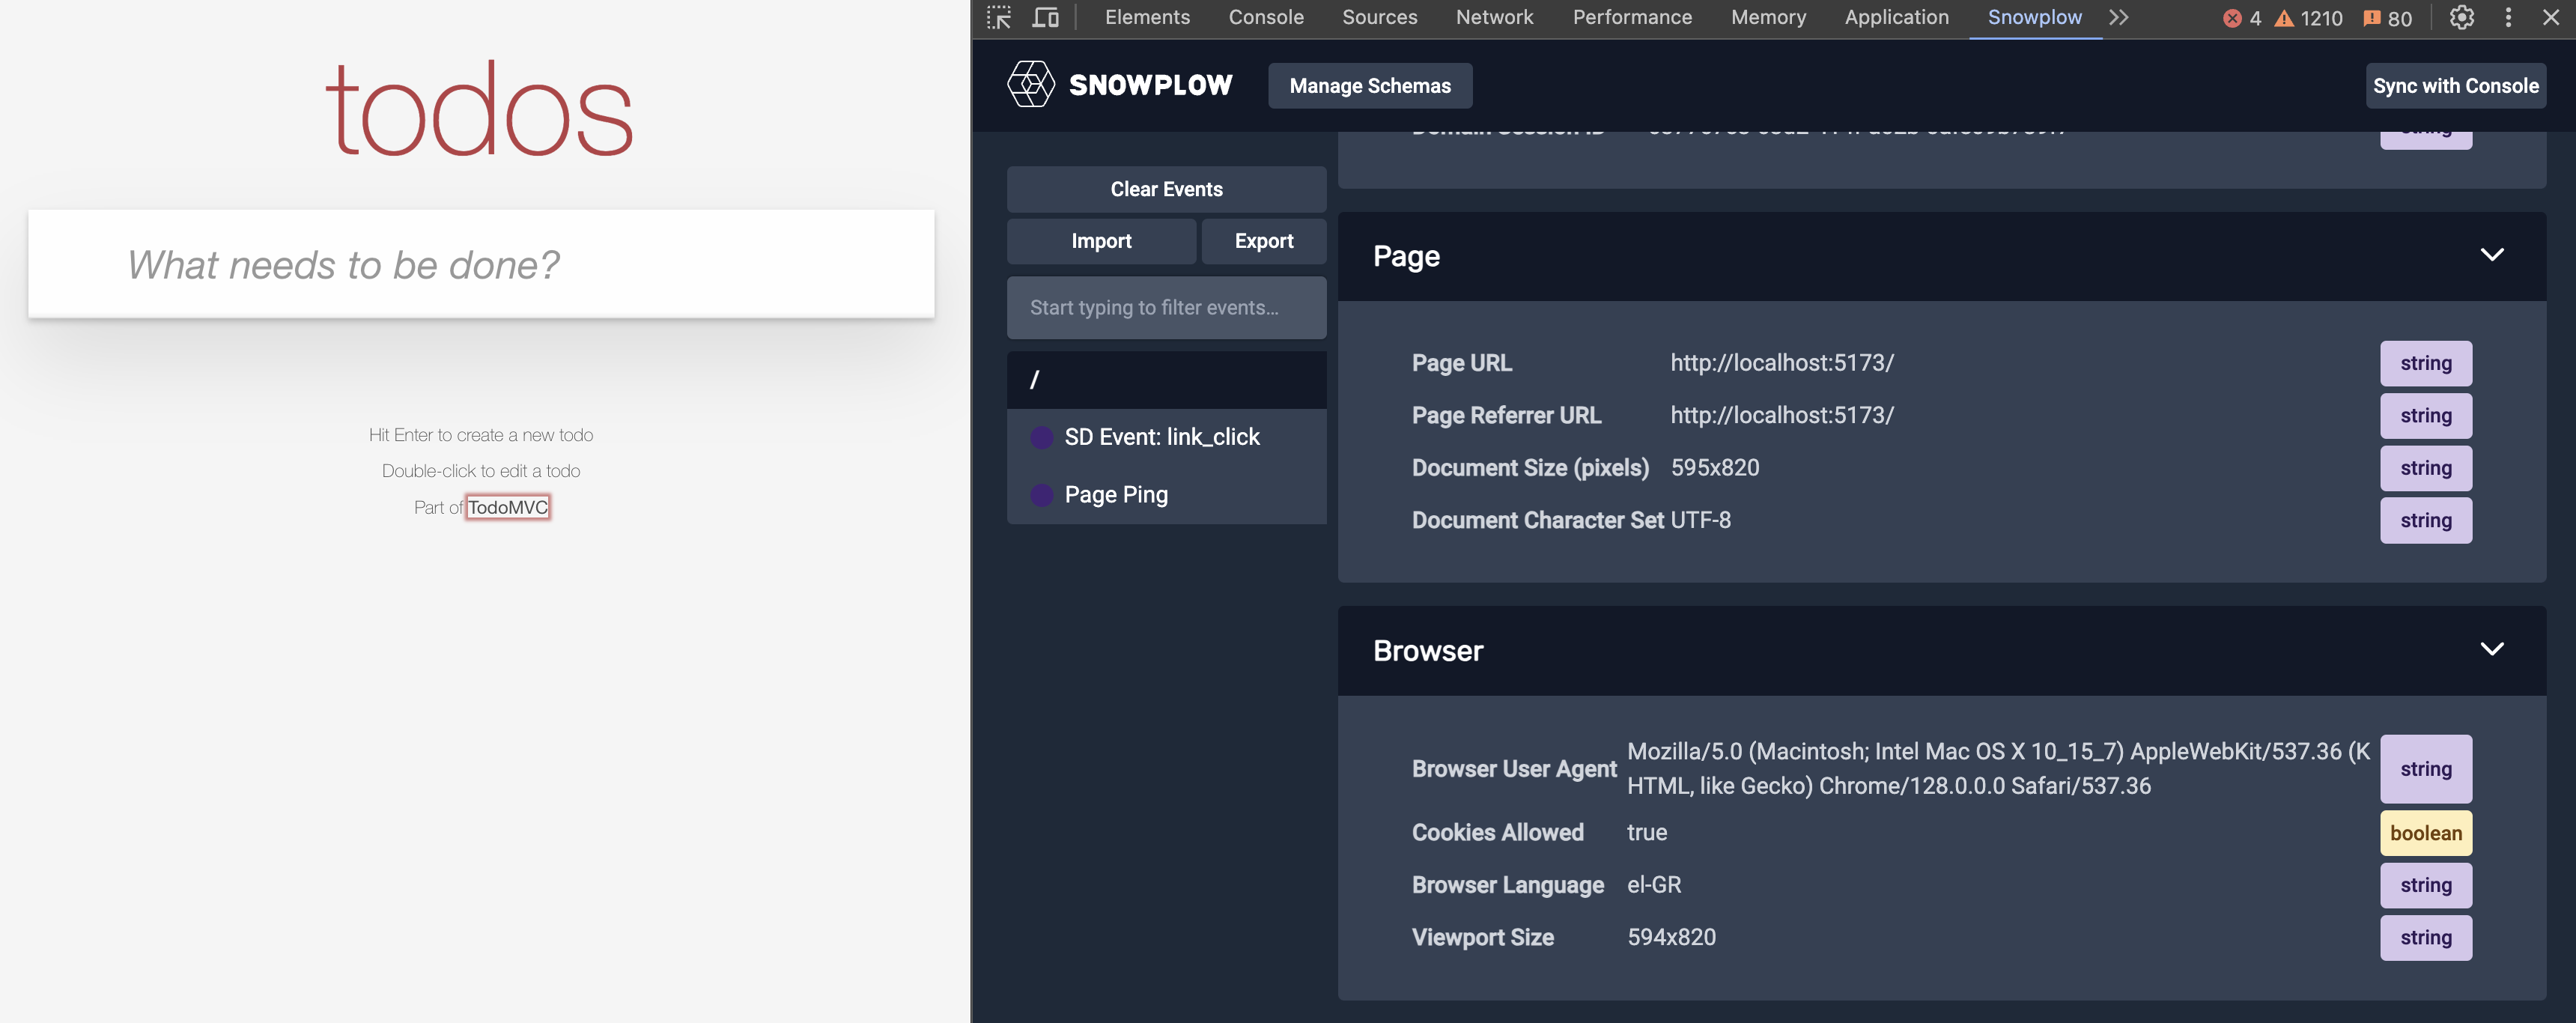 todos
What needs to be done?
Hit Enter to create a new todo
Double-click to edit a todo
Part of TodoMVC
Elements Console Sources Network Performance Memory Application Snowplow 4 1210 80
SNOWPLOW Manage Schemas Sync with Console
Clear Events
Import Export
Start typing to filter events...
/
SD Event: link_click
Page Ping
Domain Session ID
string
Page
Page URL http://localhost:5173/ string
Page Referrer URL http://localhost:5173/ string
Document Size (pixels) 595x820 string
Document Character Set UTF-8 string
Browser
Browser User Agent Mozilla/5.0 (Macintosh; Intel Mac OS X 10_15_7) AppleWebKit/537.36 (K
HTML, like Gecko) Chrome/128.0.0.0 Safari/537.36 string
Cookies Allowed true boolean
Browser Language el-GR string
Viewport Size 594x820 string